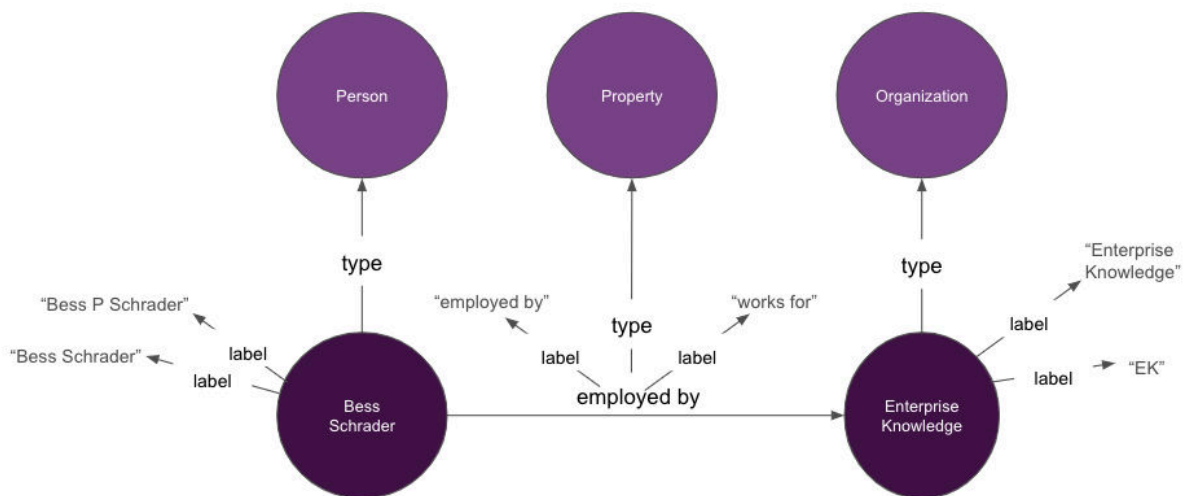 Person
Property
Organization
type
type
type
“Bess P Schrader”
“Bess Schrader”
label
label
“employed by”
“works for”
label
label
“Enterprise
Knowledge”
label
label
“EK”
Bess
Schrader
employed by
Enterprise
Knowledge